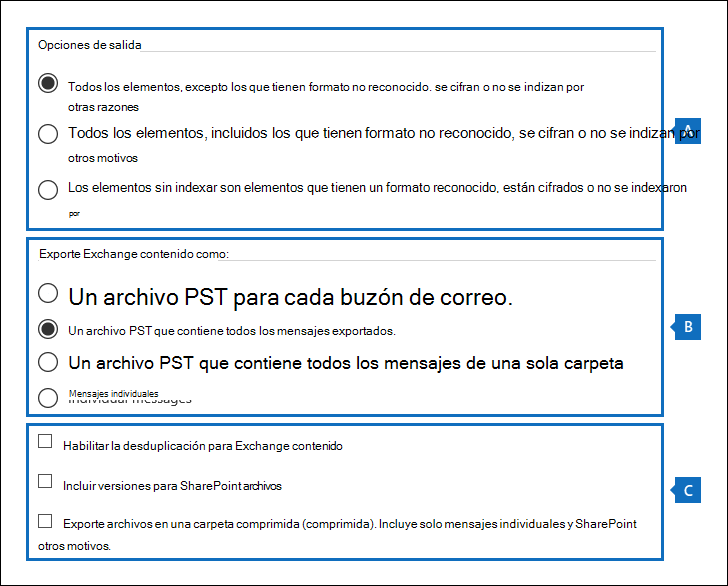 Opciones de salida
Todos los elementos, excepto los que tienen formato no reconocido. se cifran o no se indizan por
otras razones
Todos los elementos, incluidos los que tienen formato no reconocido, se cifran o no se indizan por
A
otros motivos
Los elementos sin indexar son elementos que tienen un formato reconocido, están cifrados o no se indexaron
por
Exporte Exchange contenido como:
Un archivo PST para cada buzón de correo.
Un archivo PST que contiene todos los mensajes exportados.
B
Un archivo PST que contiene todos los mensajes de una sola carpeta
Mensajes individuales
Individual messages
Habilitar la desduplicación para Exchange contenido
Incluir versiones para SharePoint archivos
C
Exporte archivos en una carpeta comprimida (comprimida). Incluye solo mensajes individuales y SharePoint
otros motivos.